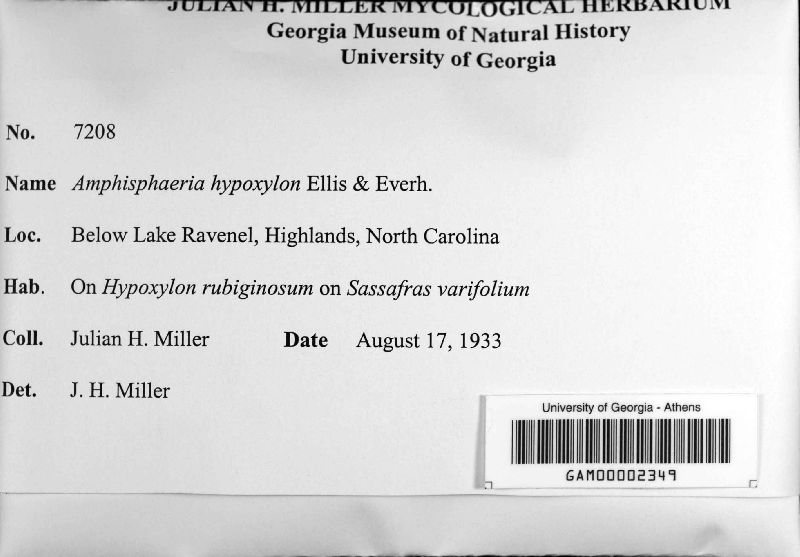 JULIAN H. MILLER MYCOLOGICAL HERBARIUM
Georgia Museum of Natural History
University of Georgia
No. 7208
Name Amphisphaeria hypoxylon Ellis & Everh.
Loc. Below Lake Ravenel, Highlands, North Carolina
Hab. On Hypoxylon rubiginosum on Sassafras varifolium
Coll. Julian H. Miller Date August 17, 1933
Det. J. H. Miller
University of Georgia - Athens
GAM00002349